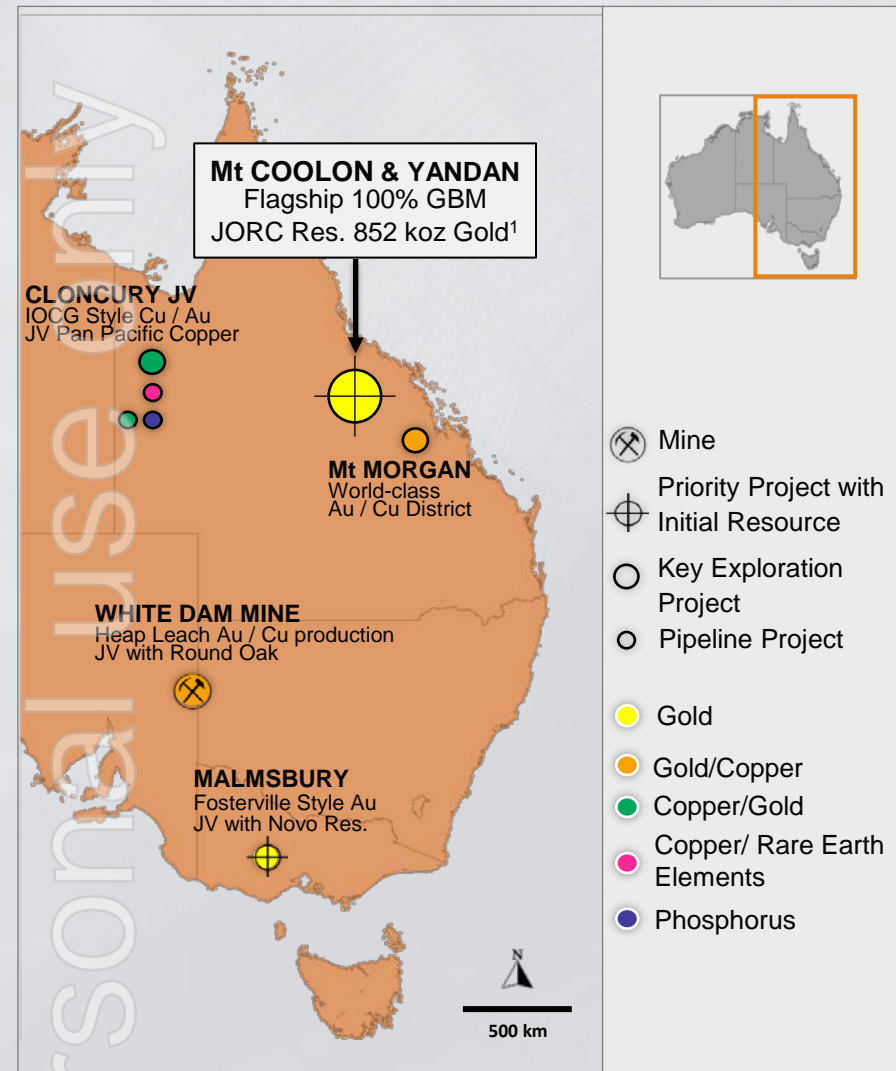 Mt COOLON & YANDAN
Flagship 100% GBM
JORC Res. 852 koz Gold¹
CLONCURY JV
IOCG Style Cu / Au
JV Pan Pacific Copper
Mt MORGAN
World-class
Au / Cu District
WHITE DAM MINE
Heap Leach Au / Cu production
JV with Round Oak
MALMSBURY
Fosterville Style Au
JV with Novo Res.
N
500 km
Mine
Priority Project with
Initial Resource
Key Exploration
Project
Pipeline Project
Gold
Gold/Copper
Copper/Gold
Copper/ Rare Earth
Elements
Phosphorus
rsonal use only